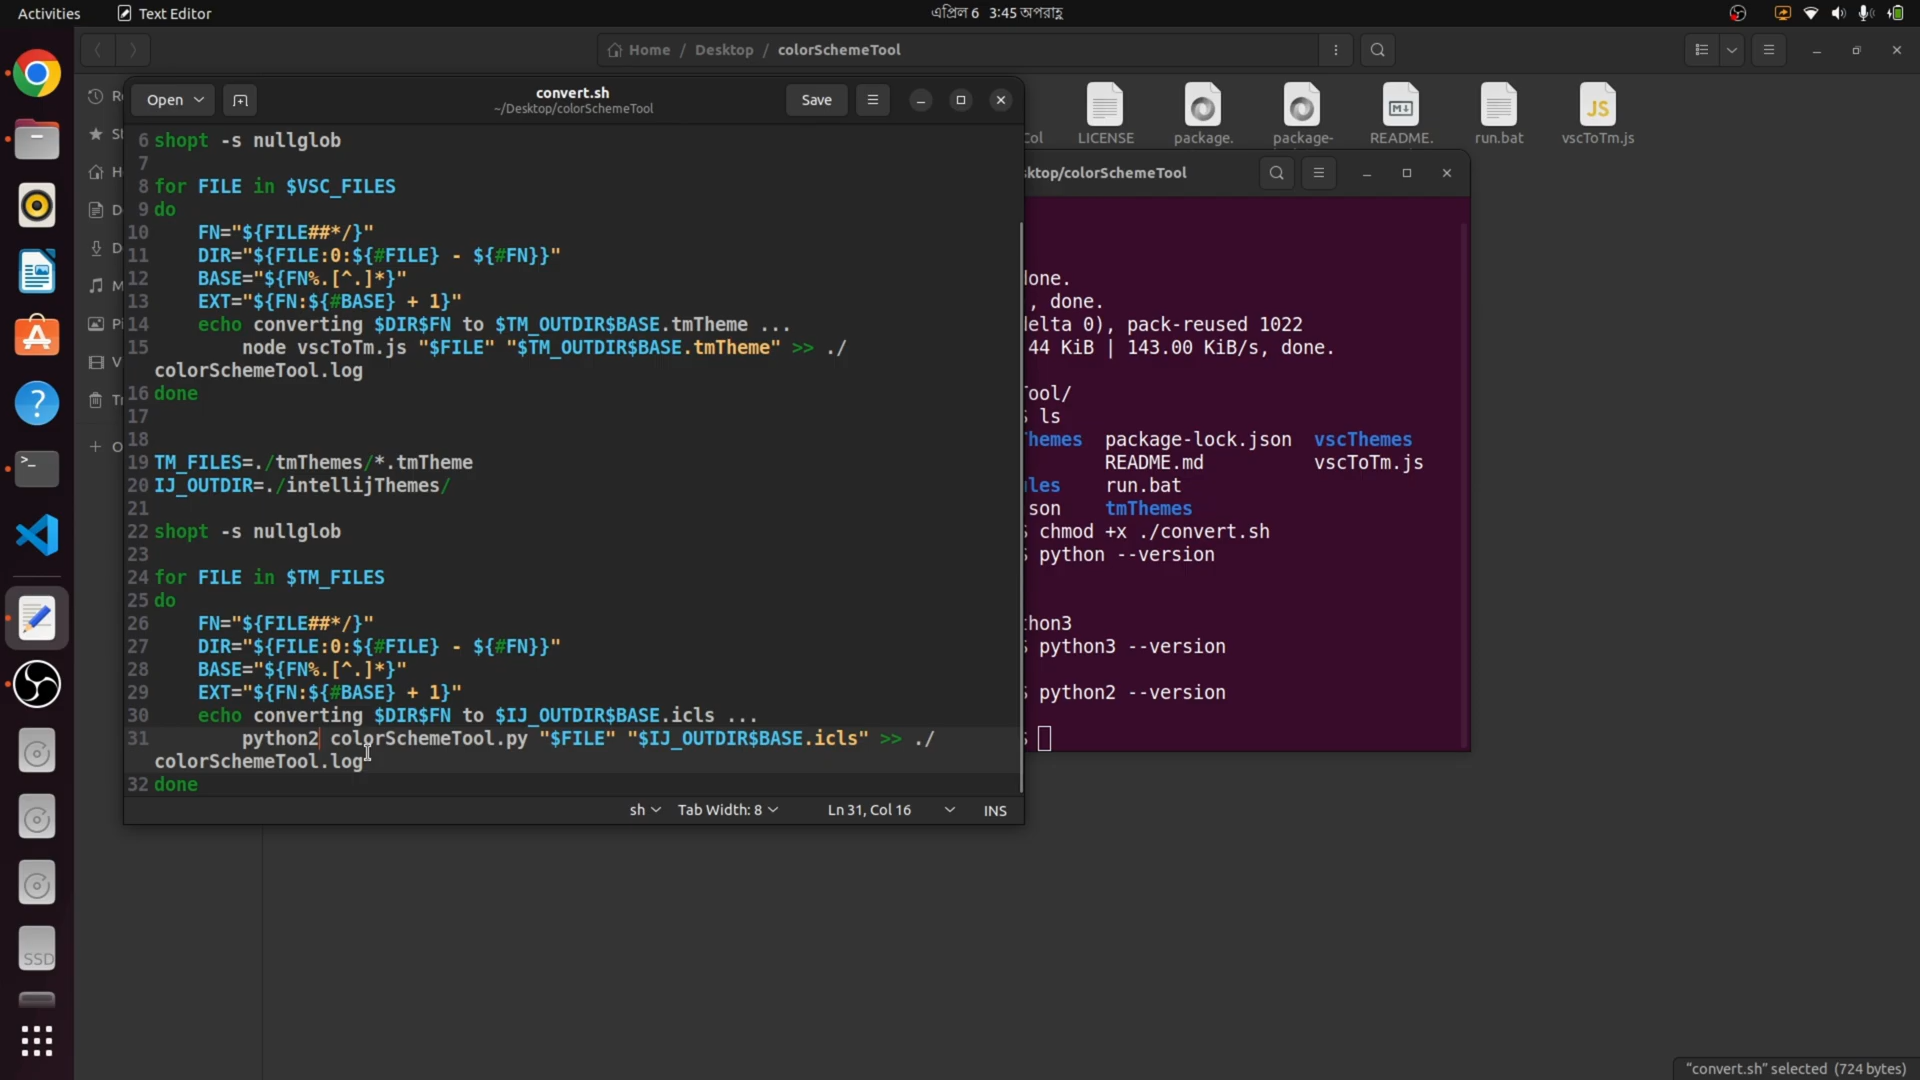 Activities
Text Editor
এপ্রিল 6 3:45 অপরাহ্ণ
Home / Desktop / colorSchemeTool
Open
convert.sh
~/Desktop/colorSchemeTool
Save
LICENSE
package.
package-
README.
run.bat
vscToTm.js
6 shopt -s nullglob
7
8 for FILE in $VSC_FILES
9 do
10 FN="${FILE##*/}"
11 DIR="${FILE:0:${#FILE} - ${#FN}}"
12 BASE="${FN%.[^.]*}"
13 EXT="${FN:${#BASE} + 1}"
14 echo converting $DIR$FN to $TM_OUTDIR$BASE.tmTheme ...
15 node vscToTm.js "$FILE" "$TM_OUTDIR$BASE.tmTheme" >> ./
colorSchemeTool.log
16 done
17
18
19 TM_FILES=./tmThemes/*.tmTheme
20 IJ_OUTDIR=./intellijThemes/
21
22 shopt -s nullglob
23
24 for FILE in $TM_FILES
25 do
26 FN="${FILE##*/}"
27 DIR="${FILE:0:${#FILE} - ${#FN}}"
28 BASE="${FN%.[^.]*}"
29 EXT="${FN:${#BASE} + 1}"
30 echo converting $DIR$FN to $IJ_OUTDIR$BASE.icls ...
31 python2 colorSchemeTool.py "$FILE" "$IJ_OUTDIR$BASE.icls" >> ./
colorSchemeTool.log
32 done
sh
Tab Width: 8
Ln 31, Col 16
INS
ktop/colorSchemeTool
done.
, done.
delta 0), pack-reused 1022
44 KiB | 143.00 KiB/s, done.
ool/
$ ls
hemes package-lock.json vscThemes
README.md vscToTm.js
les run.bat
son tmThemes
$ chmod +x ./convert.sh
$ python --version
hon3
$ python3 --version
$ python2 --version
$
SSD
"convert.sh" selected (724 bytes)